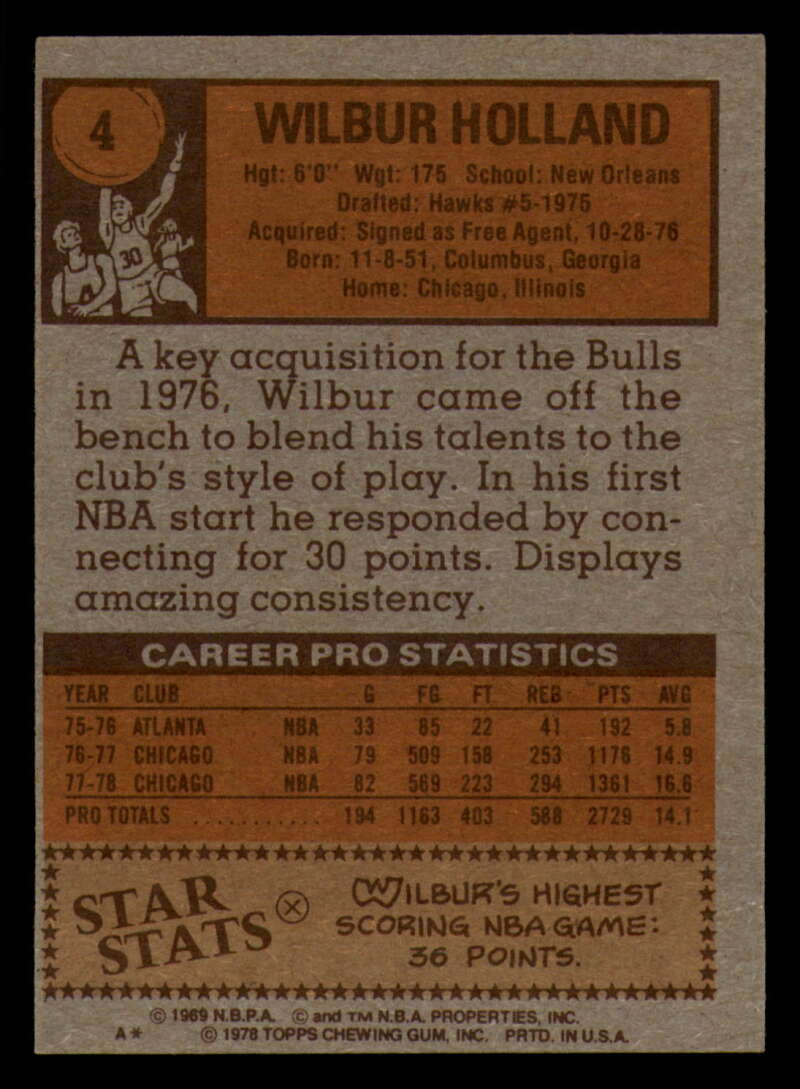 4
WILBUR HOLLAND
Hgt: 6'0" Wgt: 175 School: New Orleans
Drafted: Hawks #5-1975
Acquired: Signed as Free Agent, 10-28-76
Born: 11-8-51, Columbus, Georgia
Home: Chicago, Illinois
30
A key acquisition for the Bulls
in 1976, Wilbur came off the
bench to blend his talents to the
club's style of play. In his first
NBA start he responded by con-
necting for 30 points. Displays
amazing consistency.
CAREER PRO STATISTICS
YEAR CLUB G FG FT REB PTS AVG
75-76 ATLANTA NBA 33 85 22 41 192 5.8
76-77 CHICAGO NBA 79 509 158 253 1176 14.9
77-78 CHICAGO NBA 82 569 223 294 1361 16.6
PRO TOTALS ........... 194 1163 403 588 2729 14.1
STAR
STATS
WILBUR'S HIGHEST
SCORING NBA GAME:
36 POINTS.
© 1969 N.B.P.A. © and TM N.B.A. PROPERTIES, INC.
A* © 1978 TOPPS CHEWING GUM, INC. PRTD. IN U.S.A.